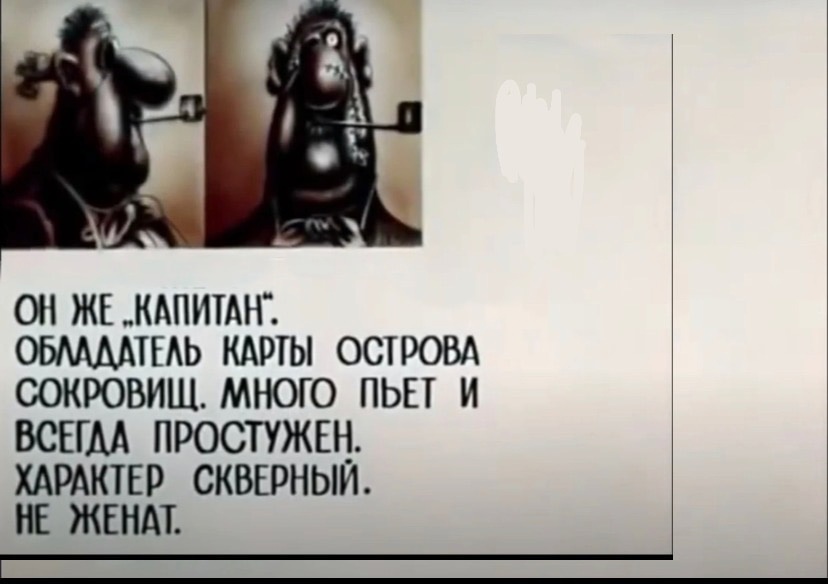 ОН ЖЕ „КАПИТАН“.
ОБЛАДАТЕЛЬ КАРТЫ ОСТРОВА
СОКРОВИЩ. МНОГО ПЬЕТ И
ВСЕГДА ПРОСТУЖЕН.
ХАРАКТЕР СКВЕРНЫЙ.
НЕ ЖЕНАТ.